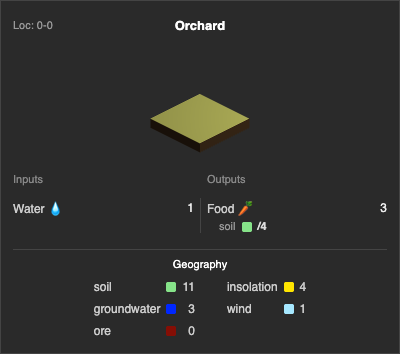 Loc: 0-0
Orchard
Inputs
Outputs
Water 💧 1
Food 🥕 3
soil /4
Geography
soil 11 insolation 4
groundwater 3 wind 1
ore 0